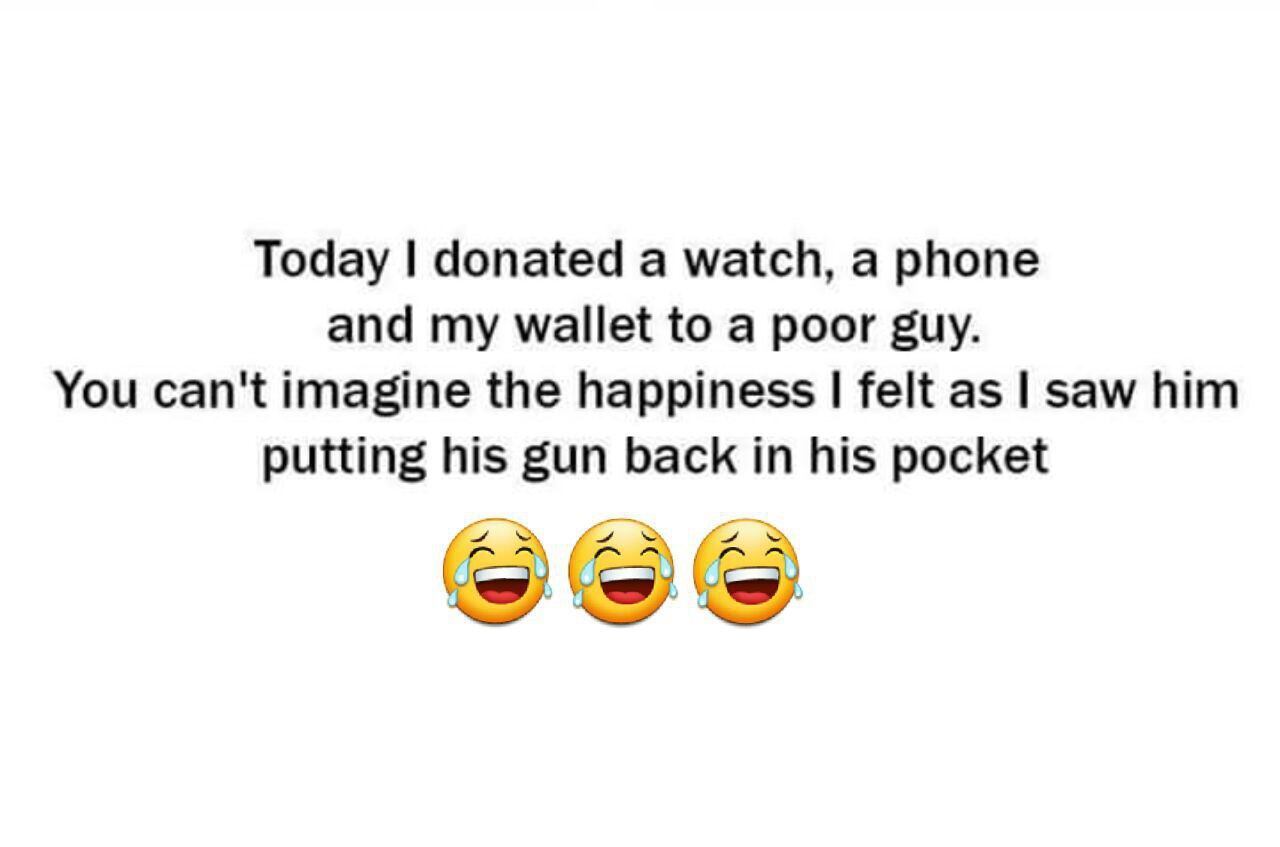 Today I donated a watch, a phone
and my wallet to a poor guy.
You can't imagine the happiness I felt as I saw him
putting his gun back in his pocket